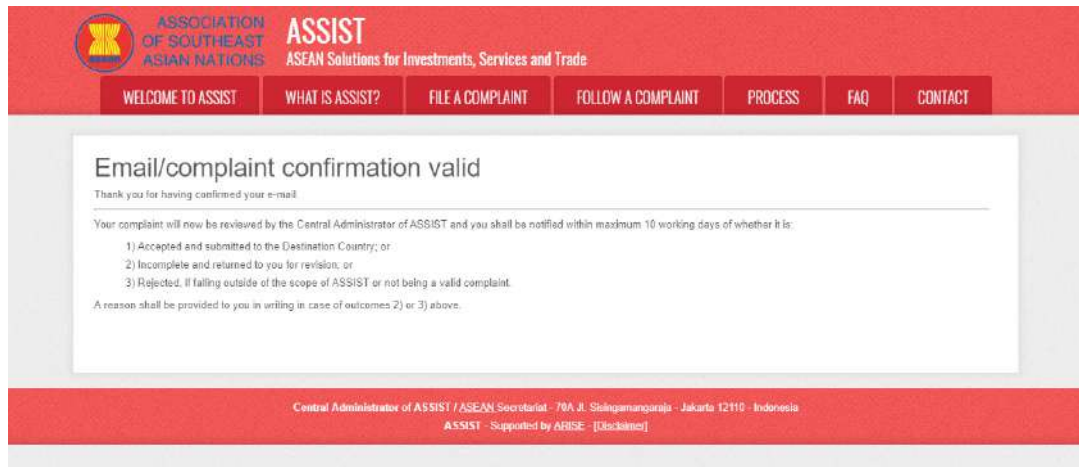 ASSOCIATION
OF SOUTHEAST
ASIAN NATIONS
ASSIST
ASEAN Solutions for Investments, Services and Trade
WELCOME TO ASSIST WHAT IS ASSIST? FILE A COMPLAINT FOLLOW A COMPLAINT PROCESS FAQ CONTACT
Email/complaint confirmation valid
Thank you for having confirmed your e-mail
Your complaint will now be reviewed by the Central Administrator of ASSIST and you shall be notified within maximum 10 working days of whether it is:
1) Accepted and submitted to the Destination Country; or
2) Incomplete and returned to you for revision; or
3) Rejected, if falling outside of the scope of ASSIST or not being a valid complaint.
A reason shall be provided to you in writing in case of outcomes 2) or 3) above.
Central Administrator of ASSIST / ASEAN Secretariat - 70A Jl. Sisingamangaraja - Jakarta 12110 - Indonesia
ASSIST - Supported by ARISE - [Disclaimer]